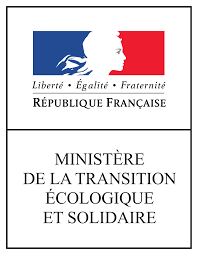 Liberté • Égalité • Fraternité
RÉPUBLIQUE FRANÇAISE
MINISTÈRE
DE LA TRANSITION
ÉCOLOGIQUE
ET SOLIDAIRE